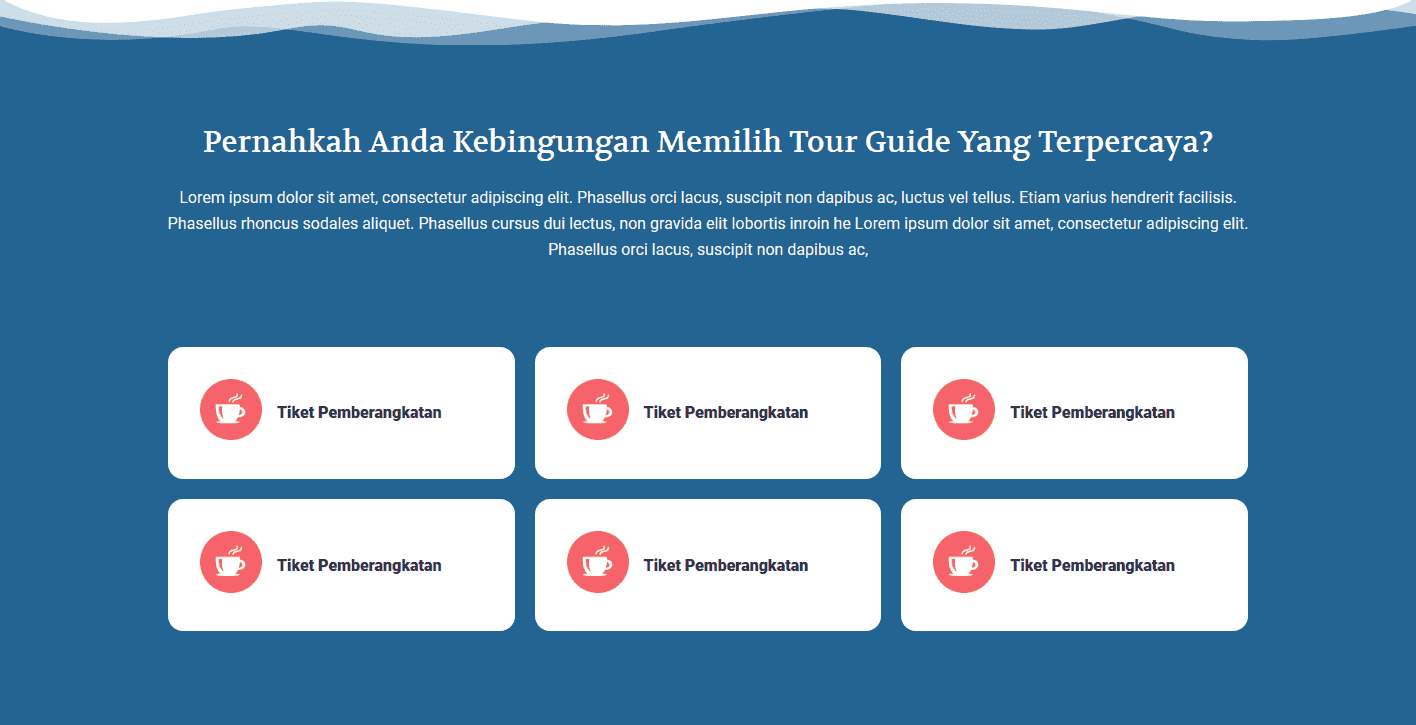 Pernahkah Anda Kebingungan Memilih Tour Guide Yang Terpercaya?
Lorem ipsum dolor sit amet, consectetur adipiscing elit. Phasellus orci lacus, suscipit non dapibus ac, luctus vel tellus. Etiam varius hendrerit facilisis.
Phasellus rhoncus sodales aliquet. Phasellus cursus dui lectus, non gravida elit lobortis inroin he Lorem ipsum dolor sit amet, consectetur adipiscing elit.
Phasellus orci lacus, suscipit non dapibus ac,
Tiket Pemberangkatan
Tiket Pemberangkatan
Tiket Pemberangkatan
Tiket Pemberangkatan
Tiket Pemberangkatan
Tiket Pemberangkatan